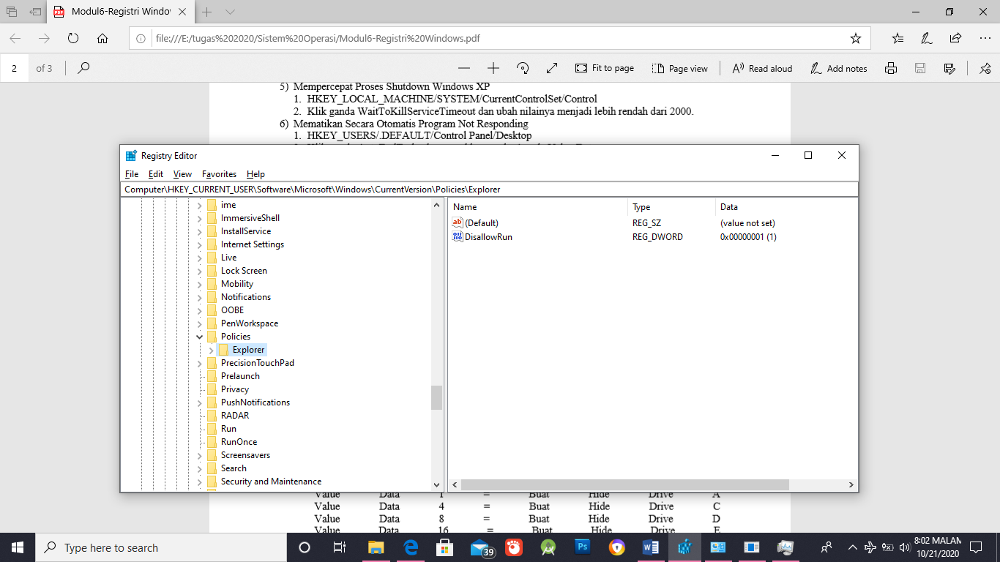 Modul6-Registri Windo
file:///E:/tugas%202020/Sistem%20Operasi/Modul6-Registri%20Windows.pdf
2 of 3 Fit to page Page view Read aloud Add notes
5) Mempercepat Proses Shutdown Windows XP
1. HKEY_LOCAL_MACHINE/SYSTEM/CurrentControlSet/Control
2. Klik ganda WaitToKillServiceTimeout dan ubah nilainya menjadi lebih rendah dari 2000.
6) Mematikan Secara Otomatis Program Not Responding
1. HKEY_USERS/.DEFAULT/Control Panel/Desktop
Registry Editor
File Edit View Favorites Help
Computer\HKEY_CURRENT_USER\Software\Microsoft\Windows\CurrentVersion\Policies\Explorer
ime
ImmersiveShell
InstallService
Internet Settings
Live
Lock Screen
Mobility
Notifications
OOBE
PenWorkspace
Policies
Explorer
PrecisionTouchPad
Prelaunch
Privacy
PushNotifications
RADAR
Run
RunOnce
Screensavers
Search
Security and Maintenance
Name Type Data
(Default) REG_SZ (value not set)
DisallowRun REG_DWORD 0x00000001 (1)
Value Data 1 = Buat Hide Drive A
Value Data 4 = Buat Hide Drive C
Value Data 8 = Buat Hide Drive D
Value Data 16 = Buat Hide Drive E
Type here to search
39
Ps
8:02 MALAM
10/21/2020